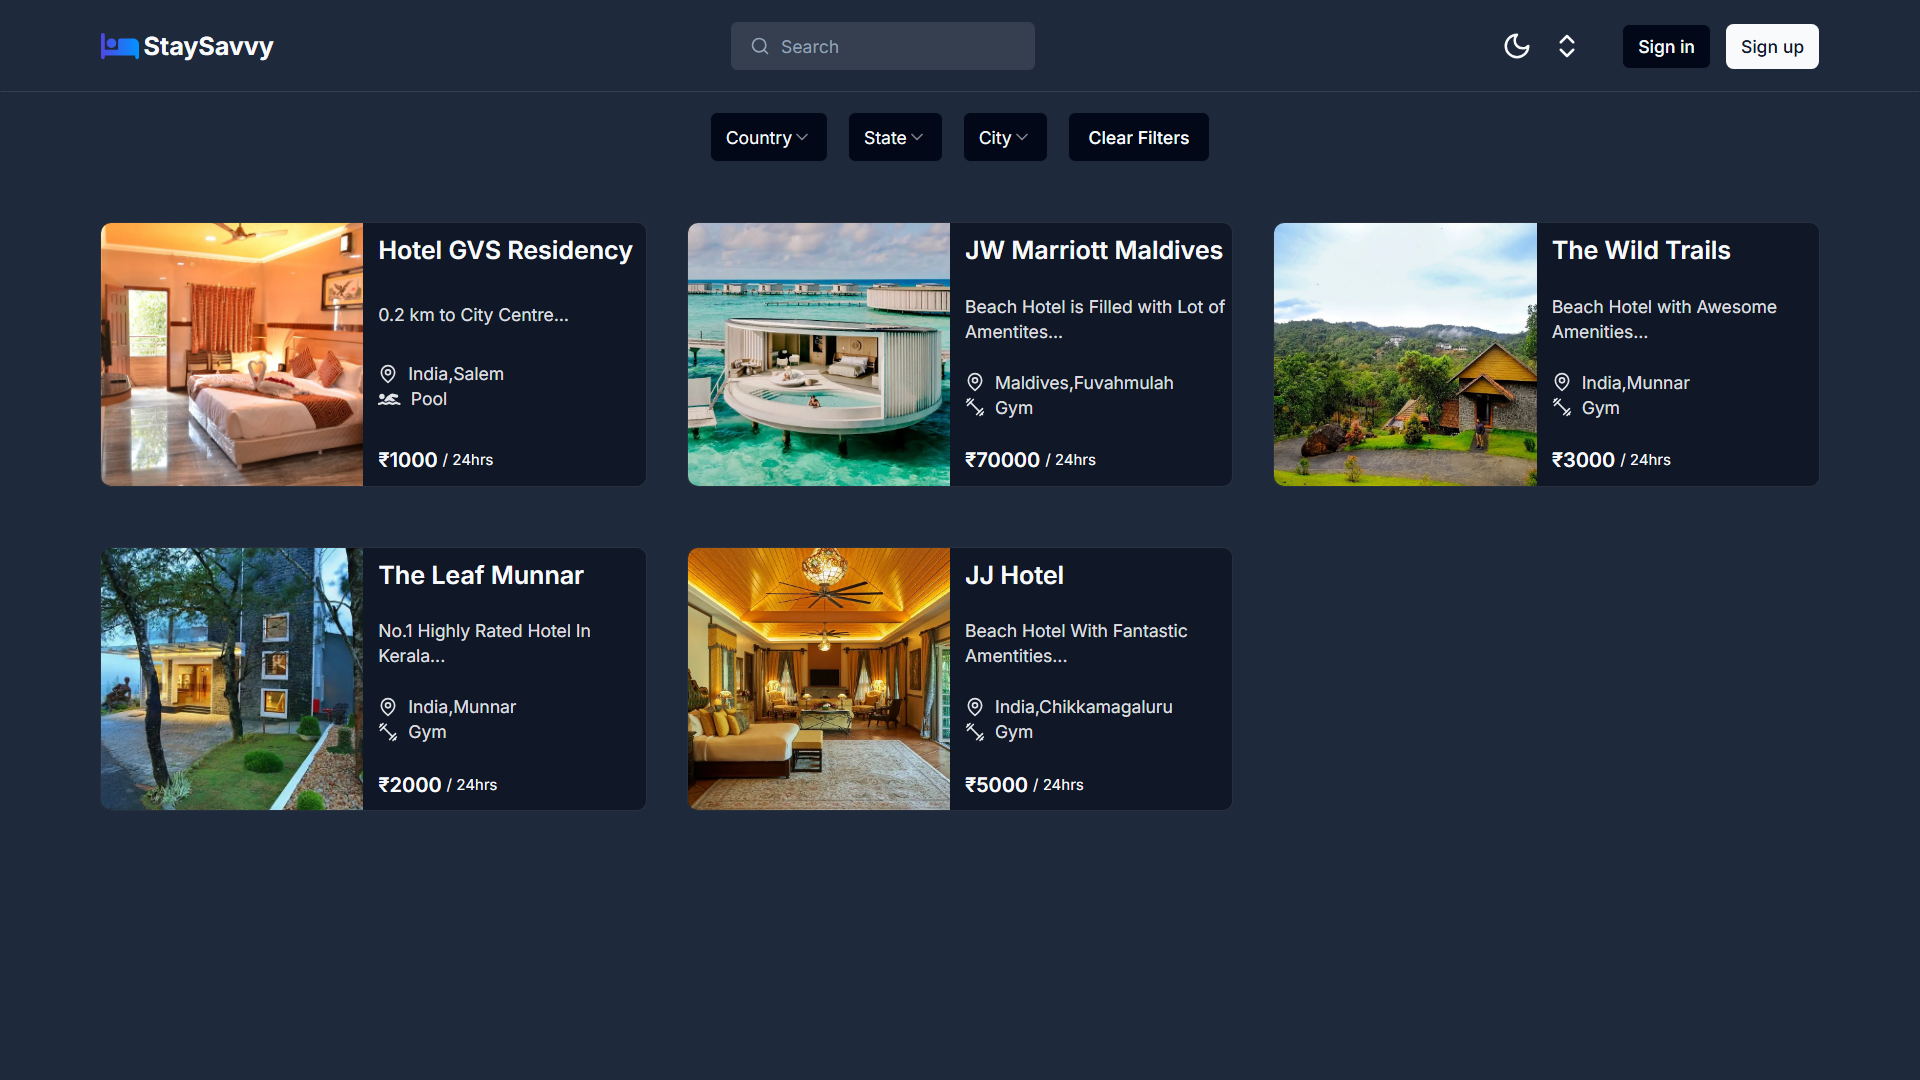 StaySavvy
Search
Sign in
Sign up
Country
State
City
Clear Filters
Hotel GVS Residency
0.2 km to City Centre...
India,Salem
Pool
₹1000 / 24hrs
JW Marriott Maldives
Beach Hotel is Filled with Lot of
Amentites...
Maldives,Fuvahmulah
Gym
₹70000 / 24hrs
The Wild Trails
Beach Hotel with Awesome
Amenities...
India,Munnar
Gym
₹3000 / 24hrs
The Leaf Munnar
No.1 Highly Rated Hotel In
Kerala...
India,Munnar
Gym
₹2000 / 24hrs
JJ Hotel
Beach Hotel With Fantastic
Amentities...
India,Chikkamagaluru
Gym
₹5000 / 24hrs